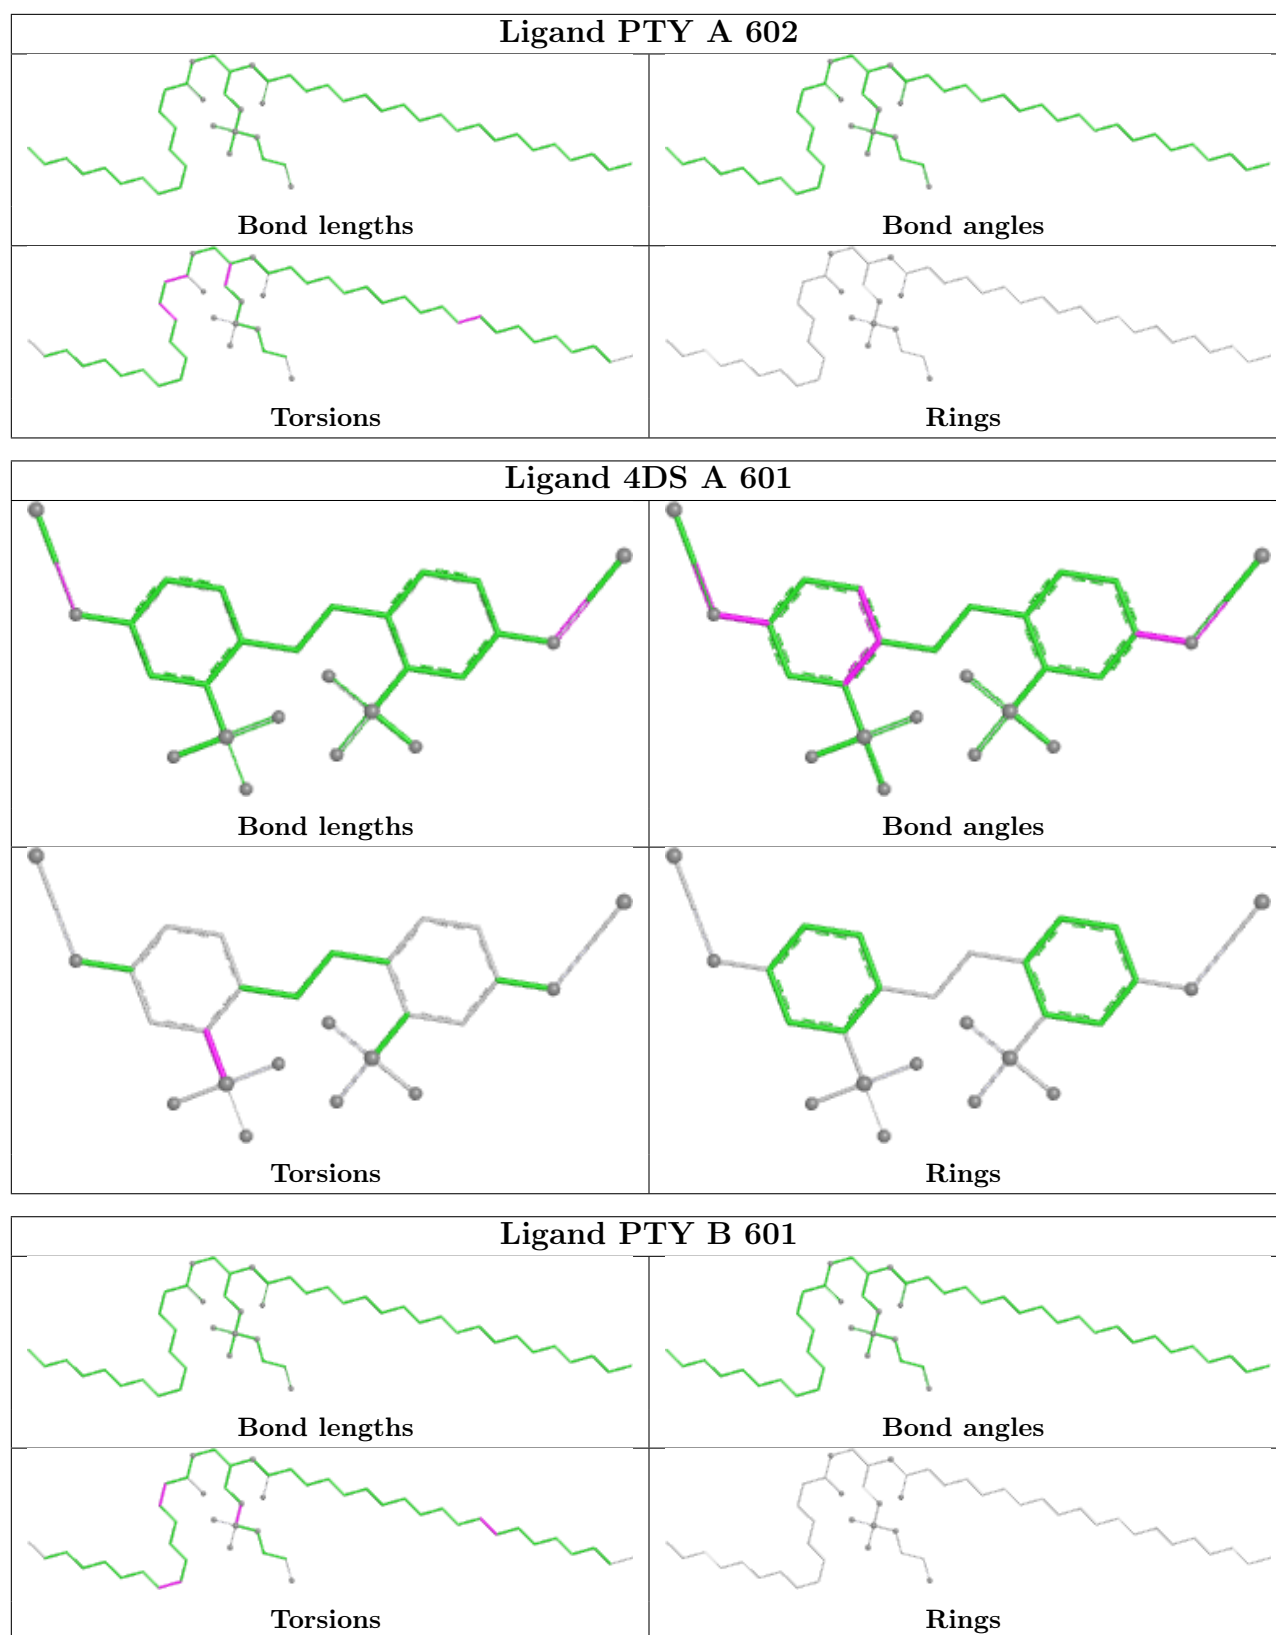 Ligand PTY A 602
Bond lengths
Bond angles
Torsions
Rings
Ligand 4DS A 601
Bond lengths
Bond angles
Torsions
Rings
Ligand PTY B 601
Bond lengths
Bond angles
Torsions
Rings